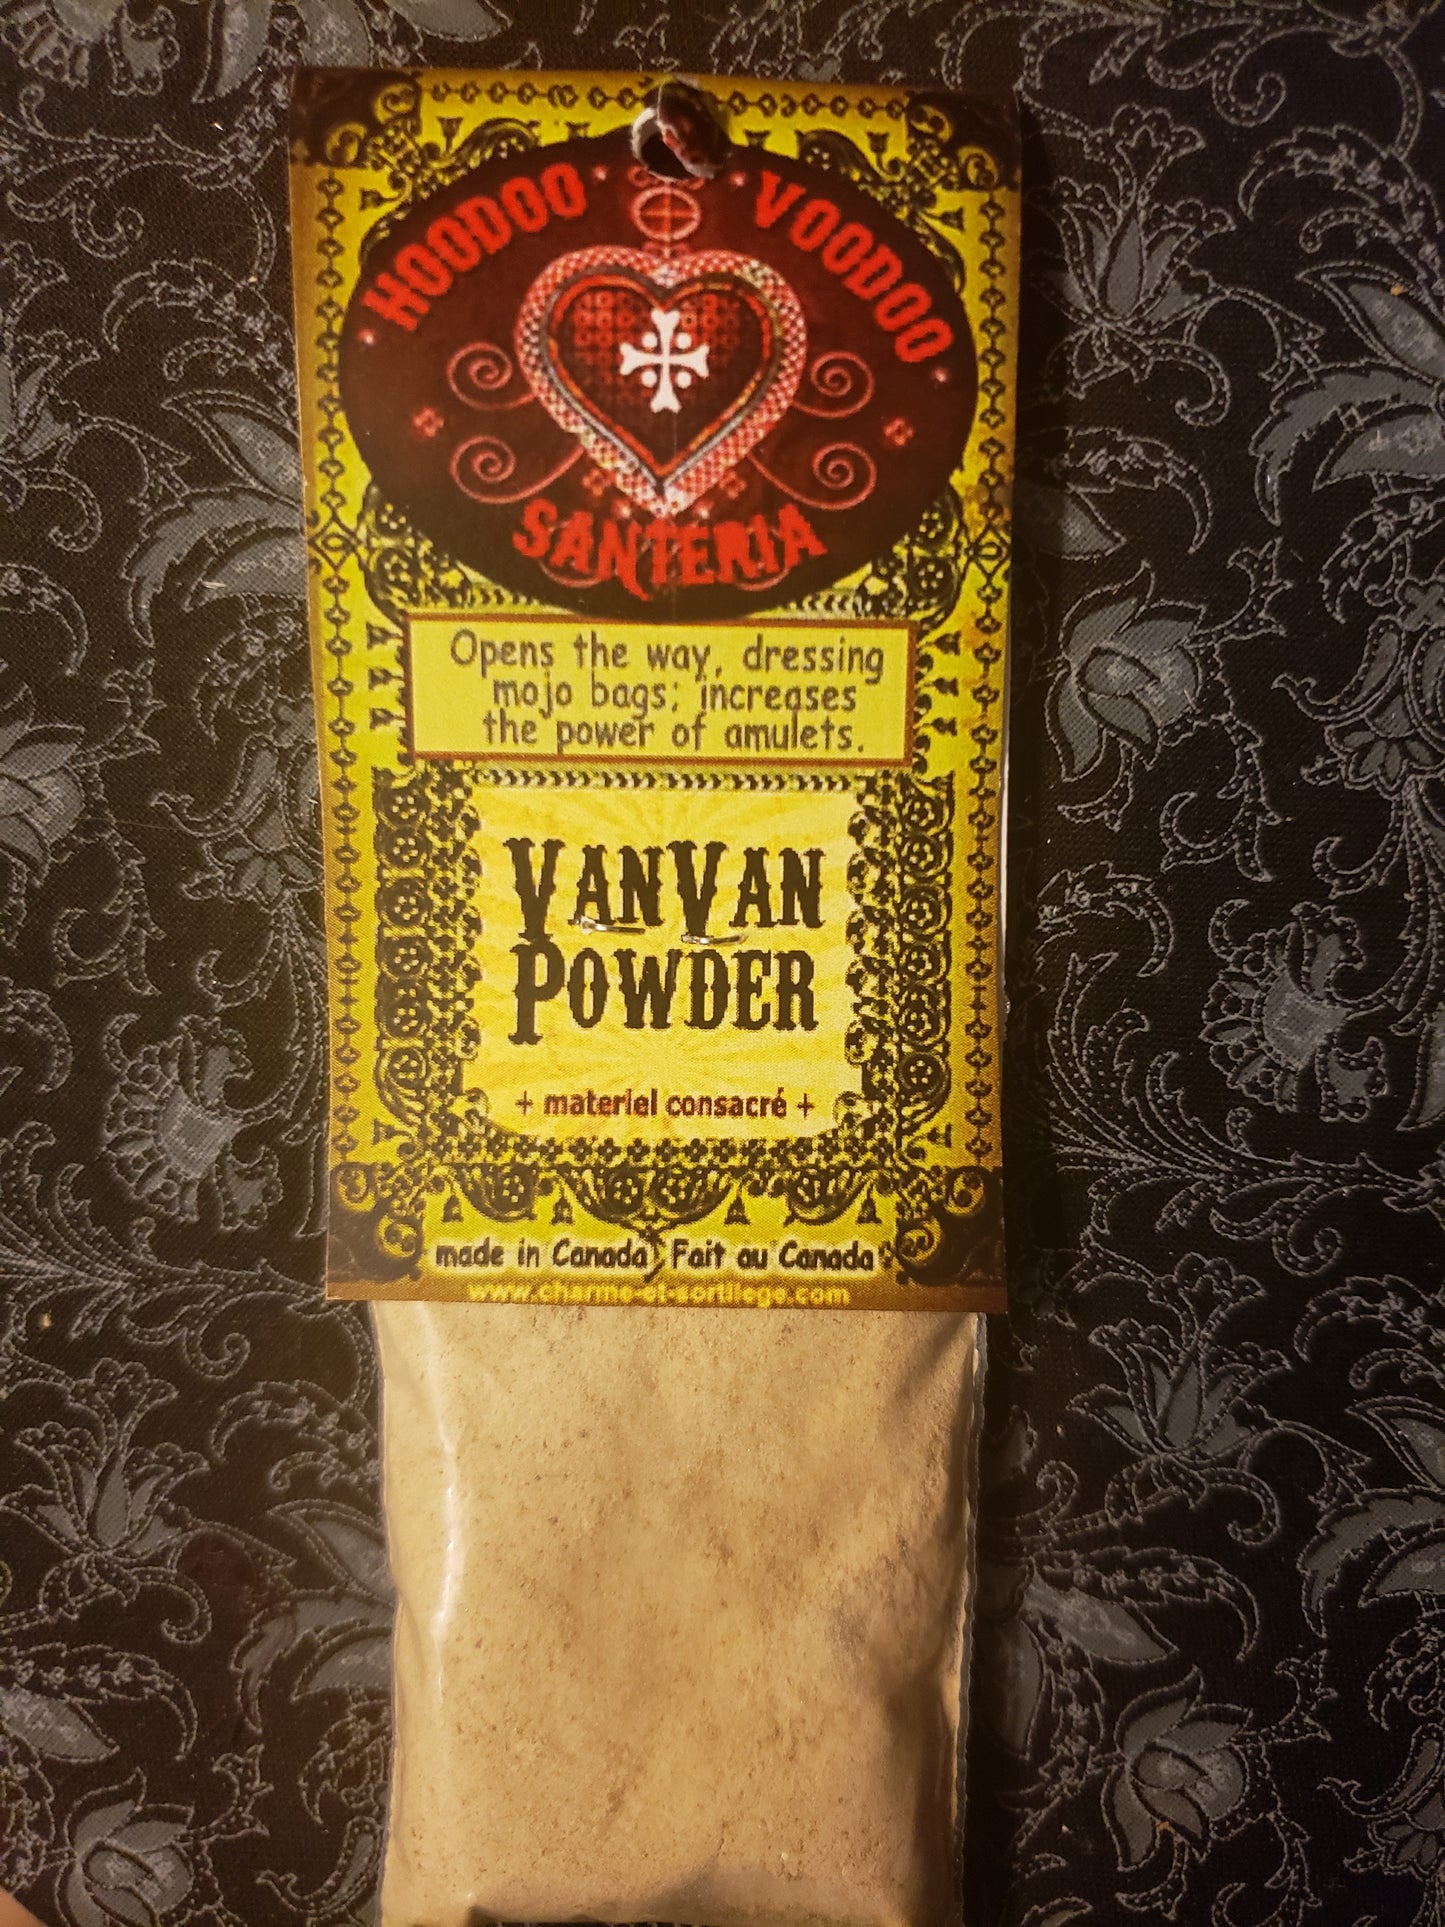 HOODOO VOODOO
SANTERIA
Opens the way, dressing
mojo bags; increases
the power of amulets.
VANVAN
POWDER
+ materiel consacré +
made in Canada, Fait au Canada
www.charme-et-sortilege.com